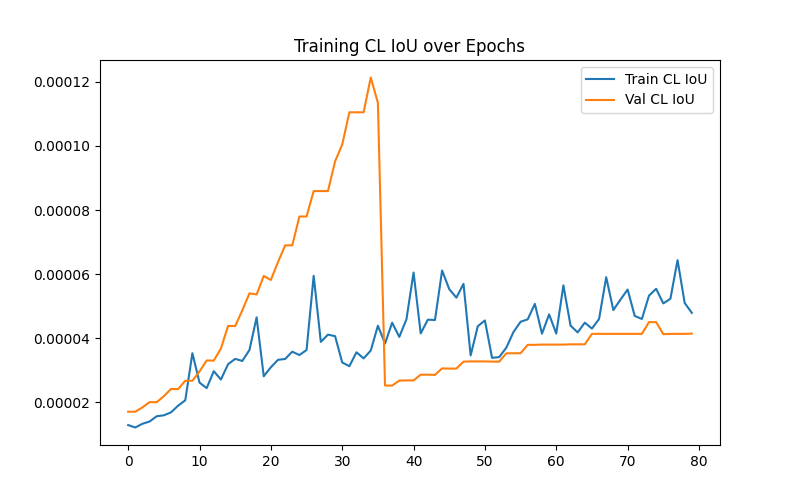 Training CL IoU over Epochs
Train CL IoU
Val CL IoU
0.00012
0.00010
0.00008
0.00006
0.00004
0.00002
0 10 20 30 40 50 60 70 80